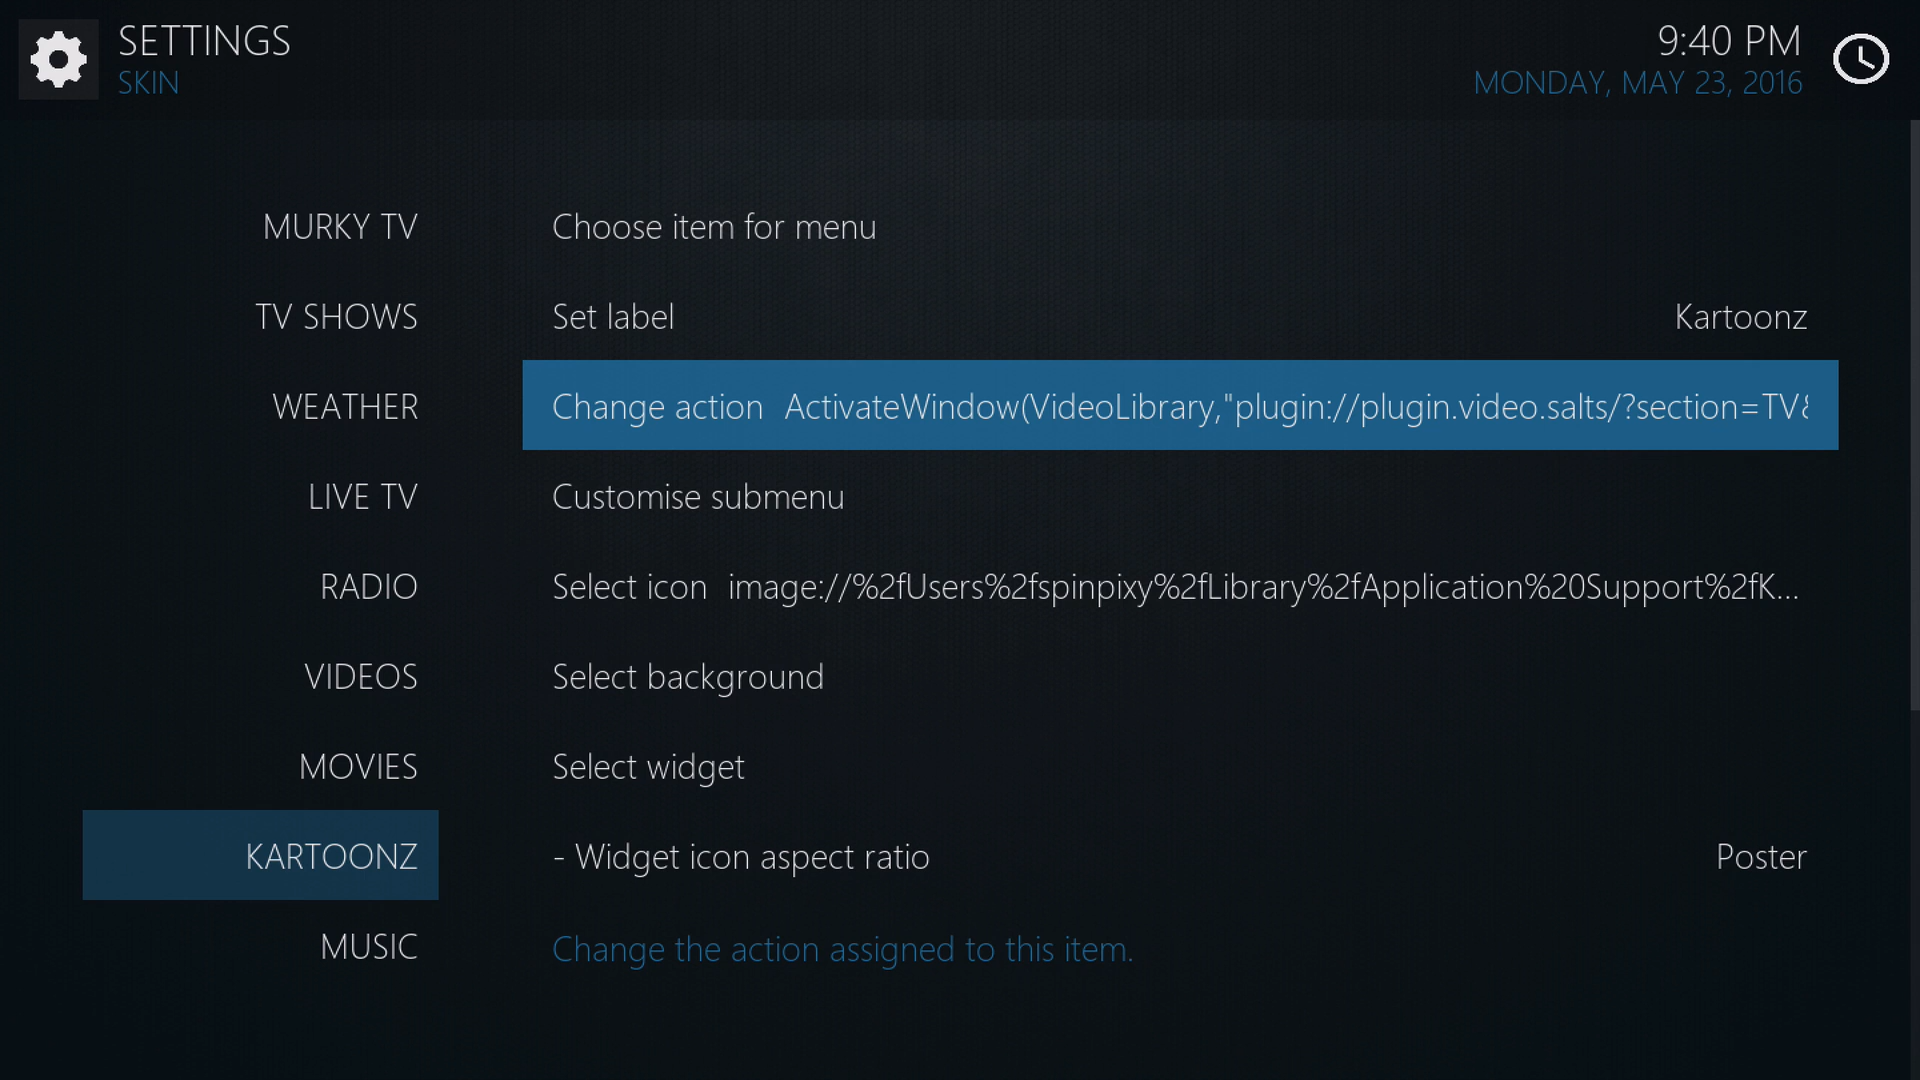 SETTINGS
SKIN
9:40 PM
MONDAY, MAY 23, 2016
MURKY TV
TV SHOWS
WEATHER
LIVE TV
RADIO
VIDEOS
MOVIES
KARTOONZ
MUSIC
Choose item for menu
Set label Kartoonz
Change action ActivateWindow(VideoLibrary,"plugin://plugin.video.salts/?section=TV&
Customise submenu
Select icon image://%2fUsers%2fspinpixy%2fLibrary%2fApplication%20Support%2fK...
Select background
Select widget
- Widget icon aspect ratio Poster
Change the action assigned to this item.